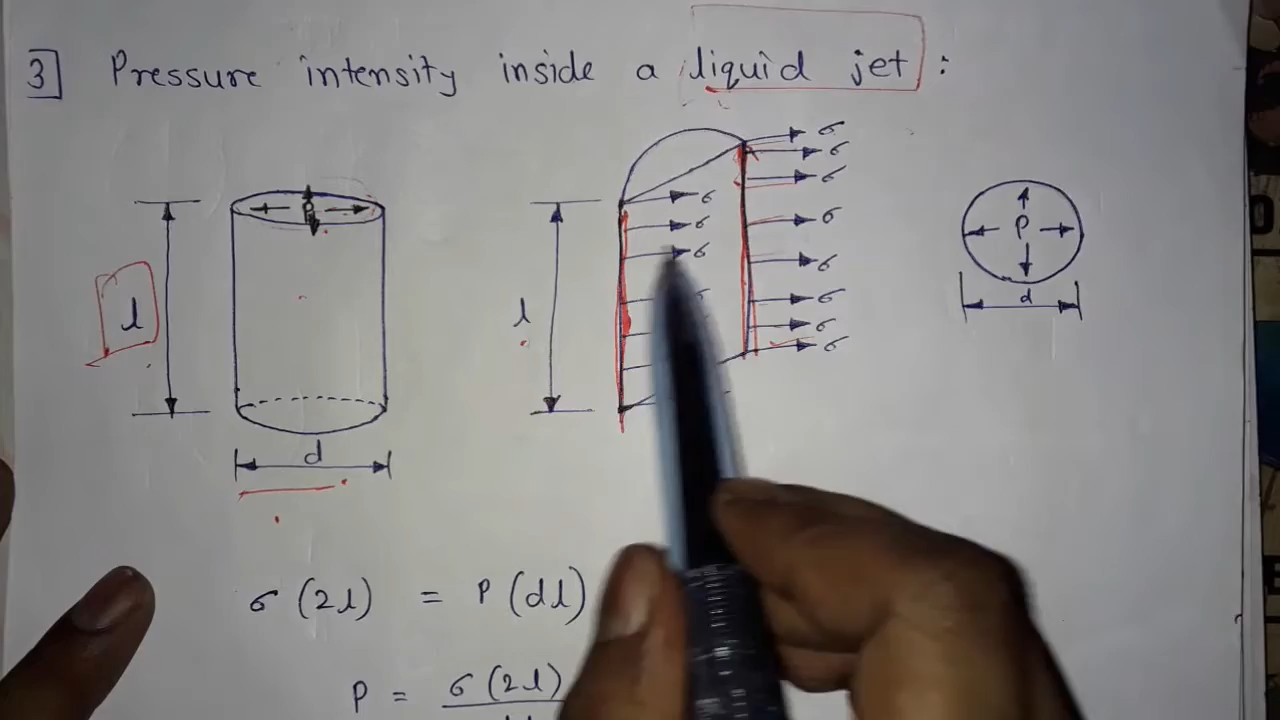 3] Pressure intensity inside a liquid jet :
σ
σ
σ
σ
σ
σ
σ
σ
σ
σ
σ
P
P
l
l
d
d
σ (2l) = P (dl)
P = σ (2l)